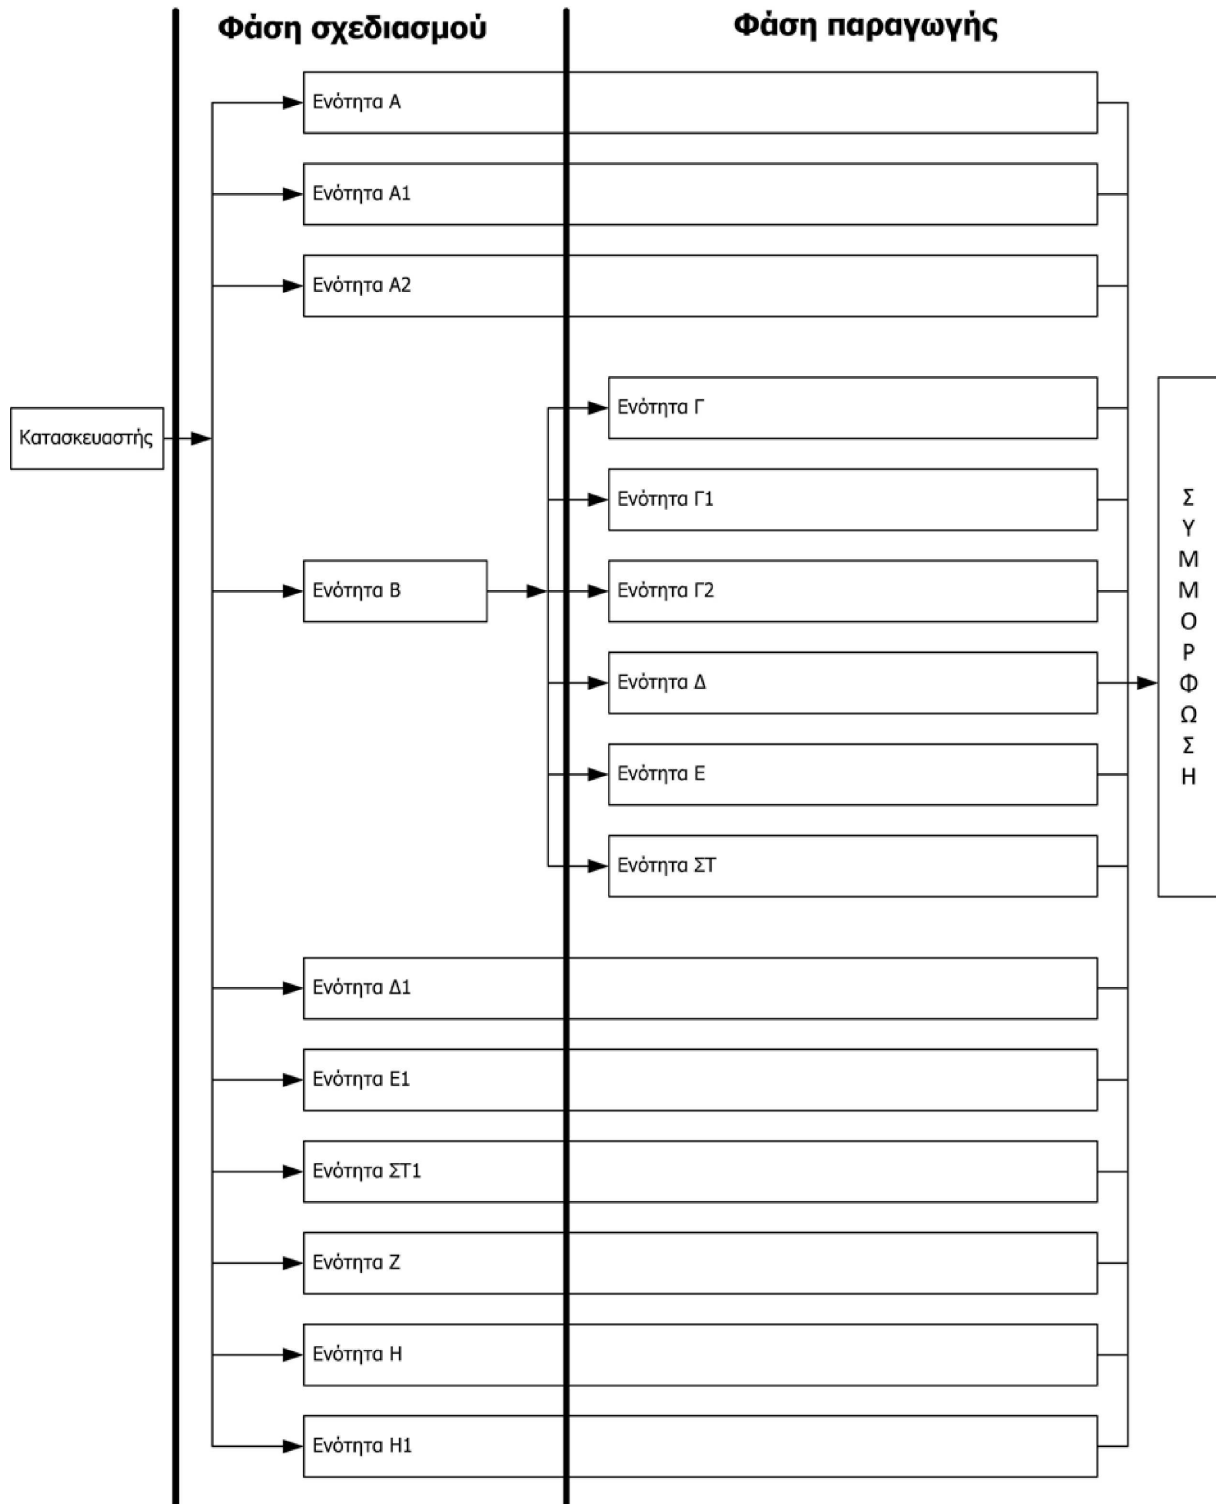 Φάση σχεδιασμού
Φάση παραγωγής
Ενότητα Α
Ενότητα Α1
Ενότητα Α2
Κατασκευαστής
Ενότητα Β
Ενότητα Γ
Ενότητα Γ1
Ενότητα Γ2
Ενότητα Δ
Ενότητα Ε
Ενότητα ΣΤ
Ενότητα Δ1
Ενότητα Ε1
Ενότητα ΣΤ1
Ενότητα Ζ
Ενότητα Η
Ενότητα Η1
Σ
Υ
Μ
Μ
Ο
Ρ
Φ
Ω
Σ
Η